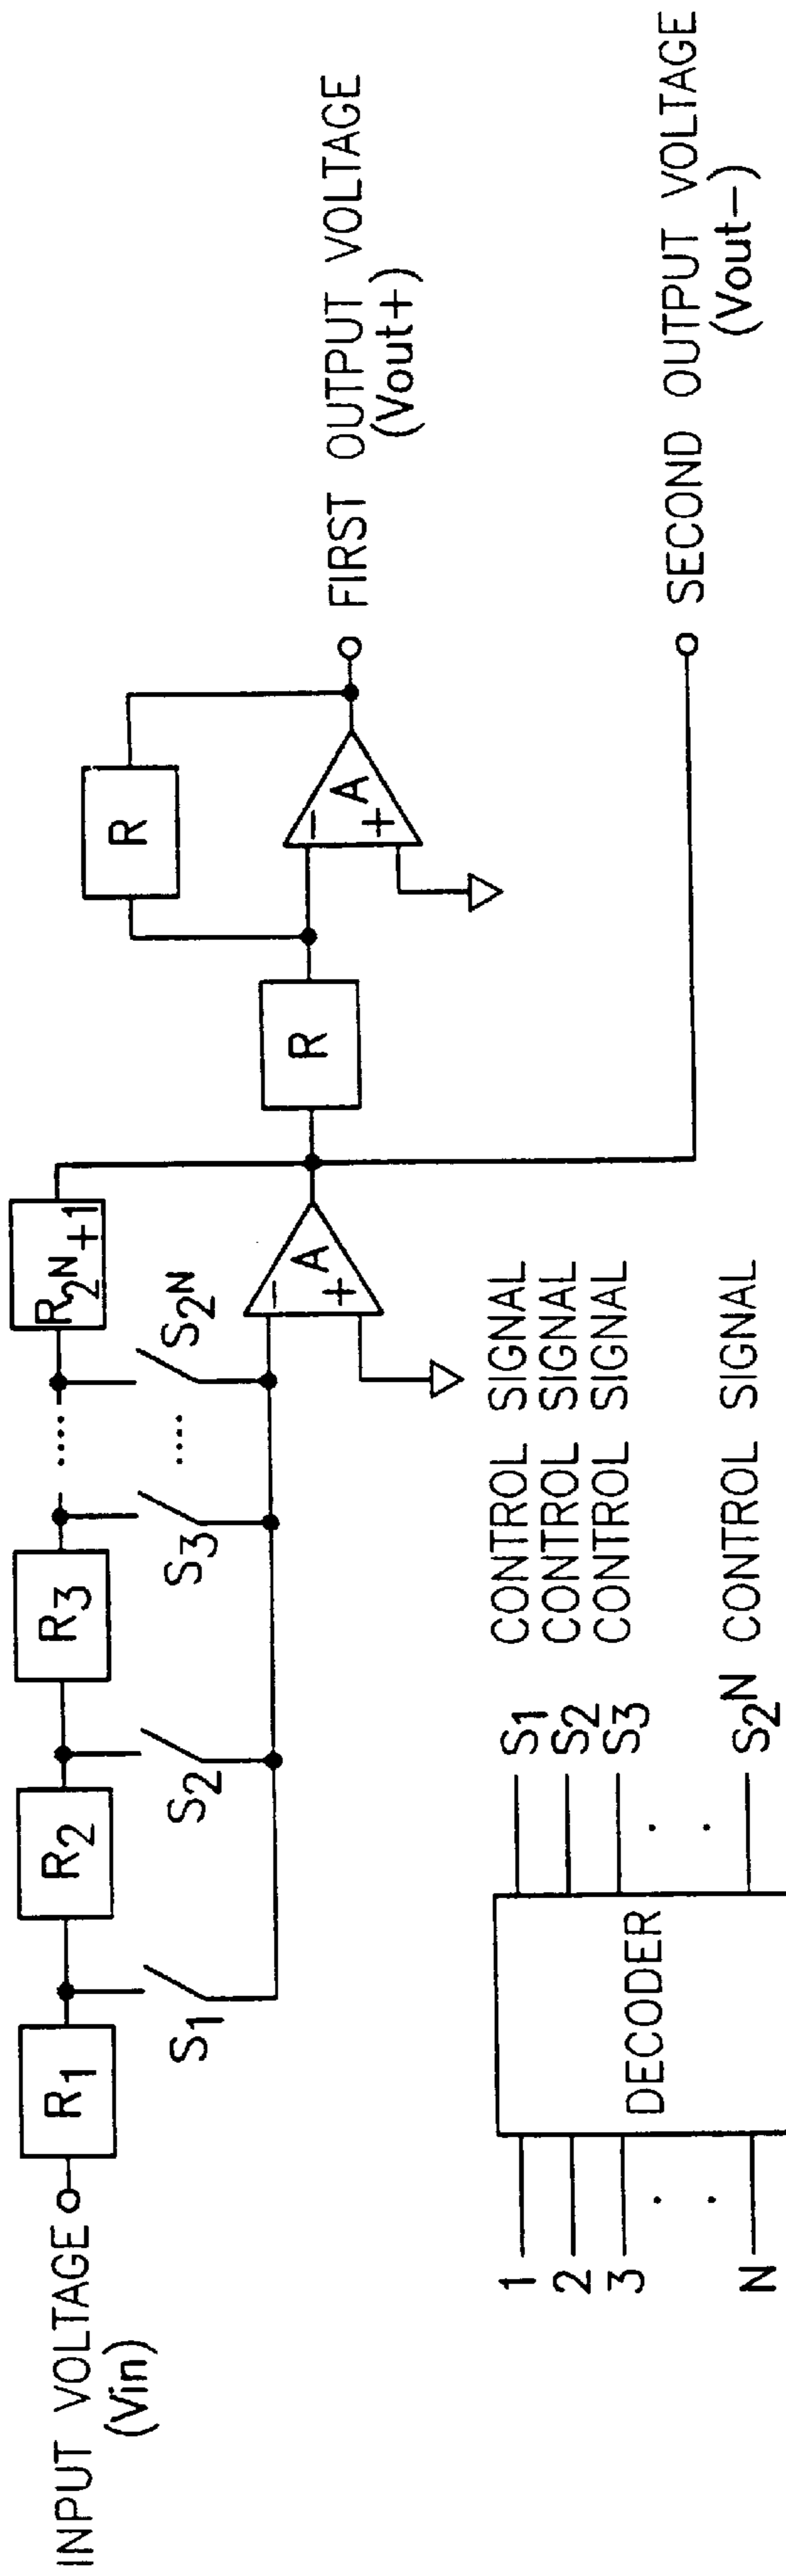 INPUT VOLTAGE
(Vin)
R1
R2
R3
....
R2N+1
S1
S2
S3
....
S2N
−
A
+
R
R
−
A
+
FIRST OUTPUT VOLTAGE
(Vout+)
SECOND OUTPUT VOLTAGE
(Vout−)
1
2
3
N
DECODER
S1 CONTROL SIGNAL
S2 CONTROL SIGNAL
S3 CONTROL SIGNAL
S2N CONTROL SIGNAL